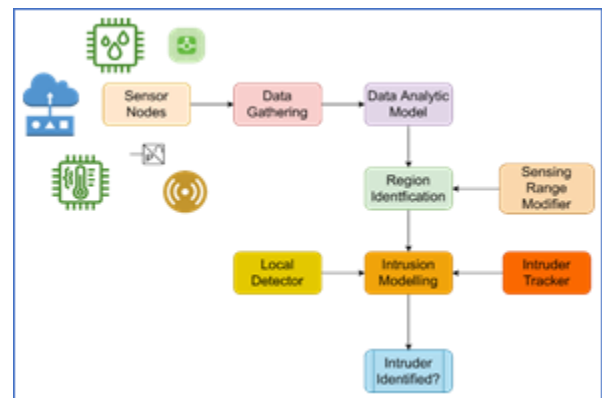 Sensor
Nodes
Data
Gathering
Data Analytic
Model
Region
Identfication
Sensing
Range
Modifier
Local
Detector
Intrusion
Modelling
Intruder
Tracker
Intruder
Identified?